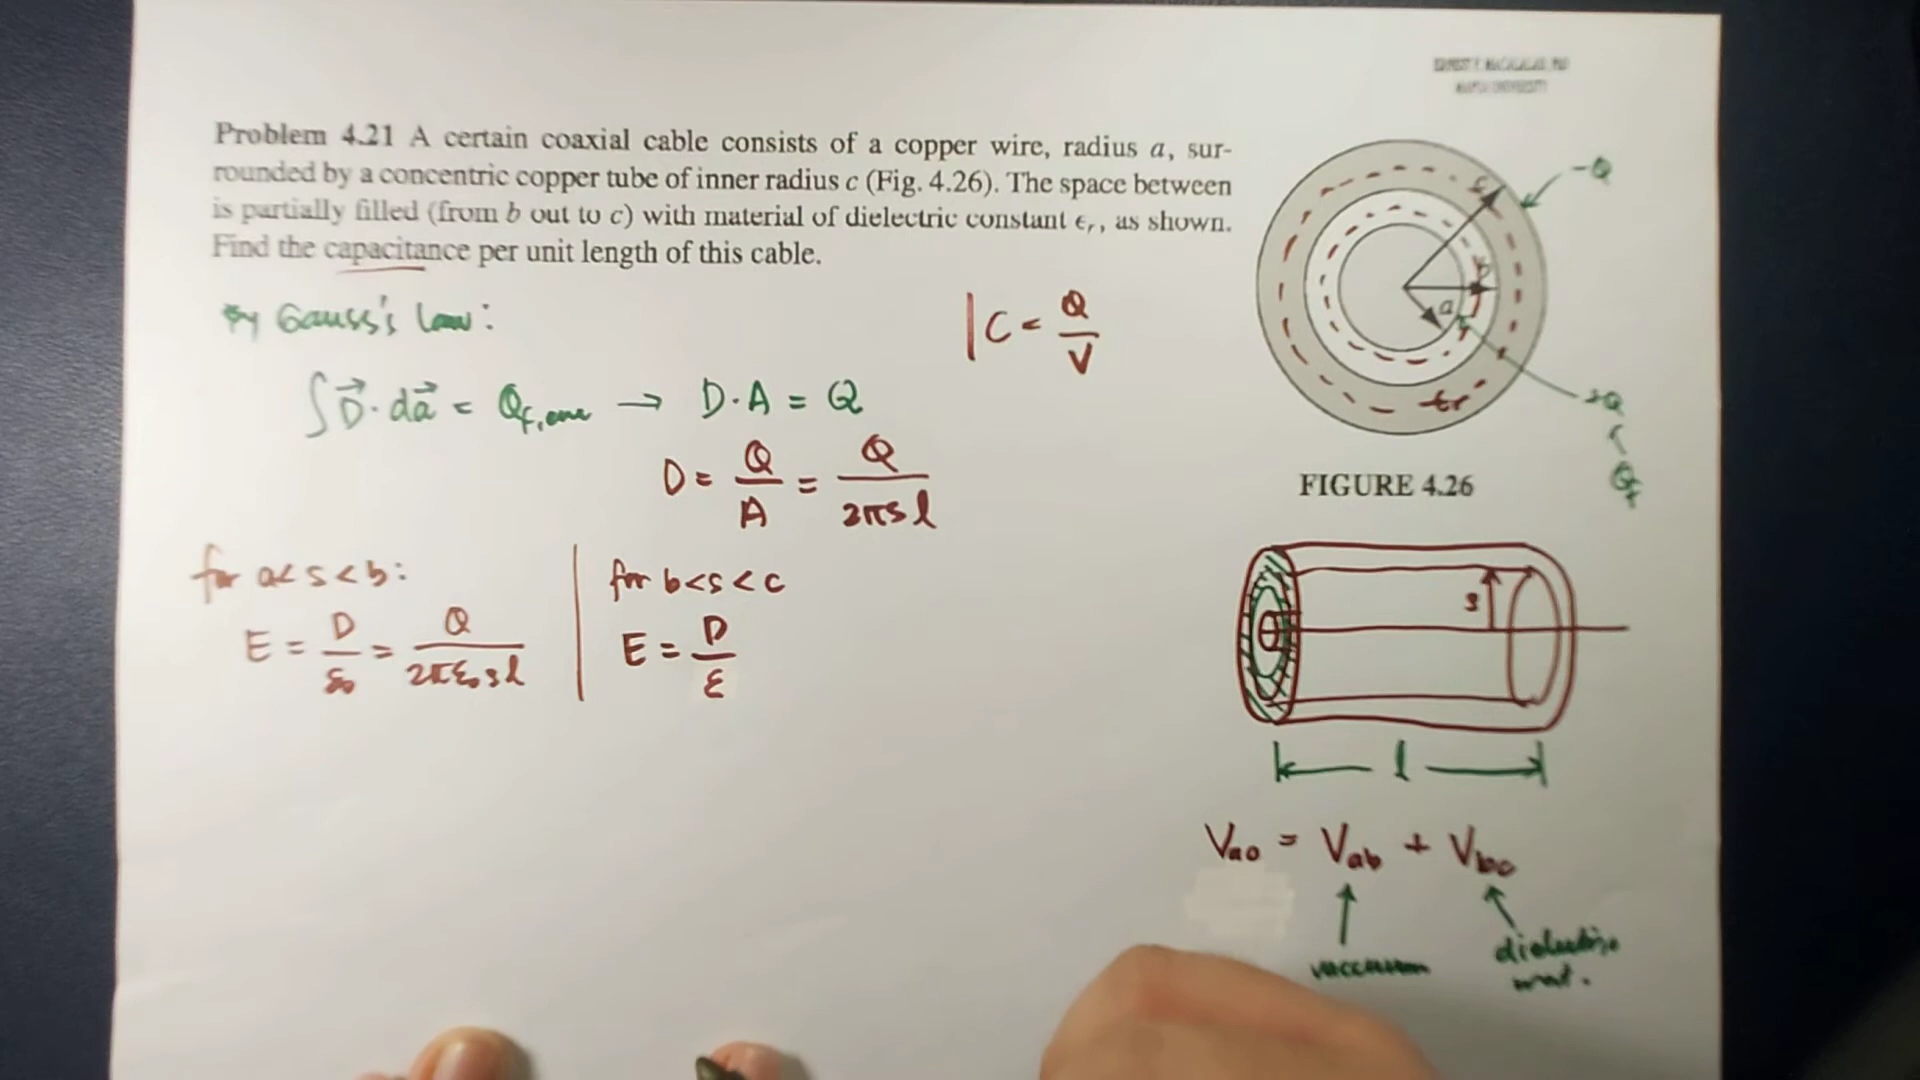 Problem 4.21 A certain coaxial cable consists of a copper wire, radius a, sur-
rounded by a concentric copper tube of inner radius c (Fig. 4.26). The space between
is partially filled (from b out to c) with material of dielectric constant ϵr, as shown.
Find the capacitance per unit length of this cable.
By Gauss's Law:
C = Q/V
∫D⃗·da⃗ = Qf,enc → D·A = Q
D = Q/A = Q/2πsl
for a<s<b:
E = D/ε0 = Q/2πε0sl
for b<s<c
E = D/ε
-Q
c
b
a
εr
+Q
Qf
FIGURE 4.26
s
l
Vao = Vab + Vbc
vaccuum
dielectric
mat.